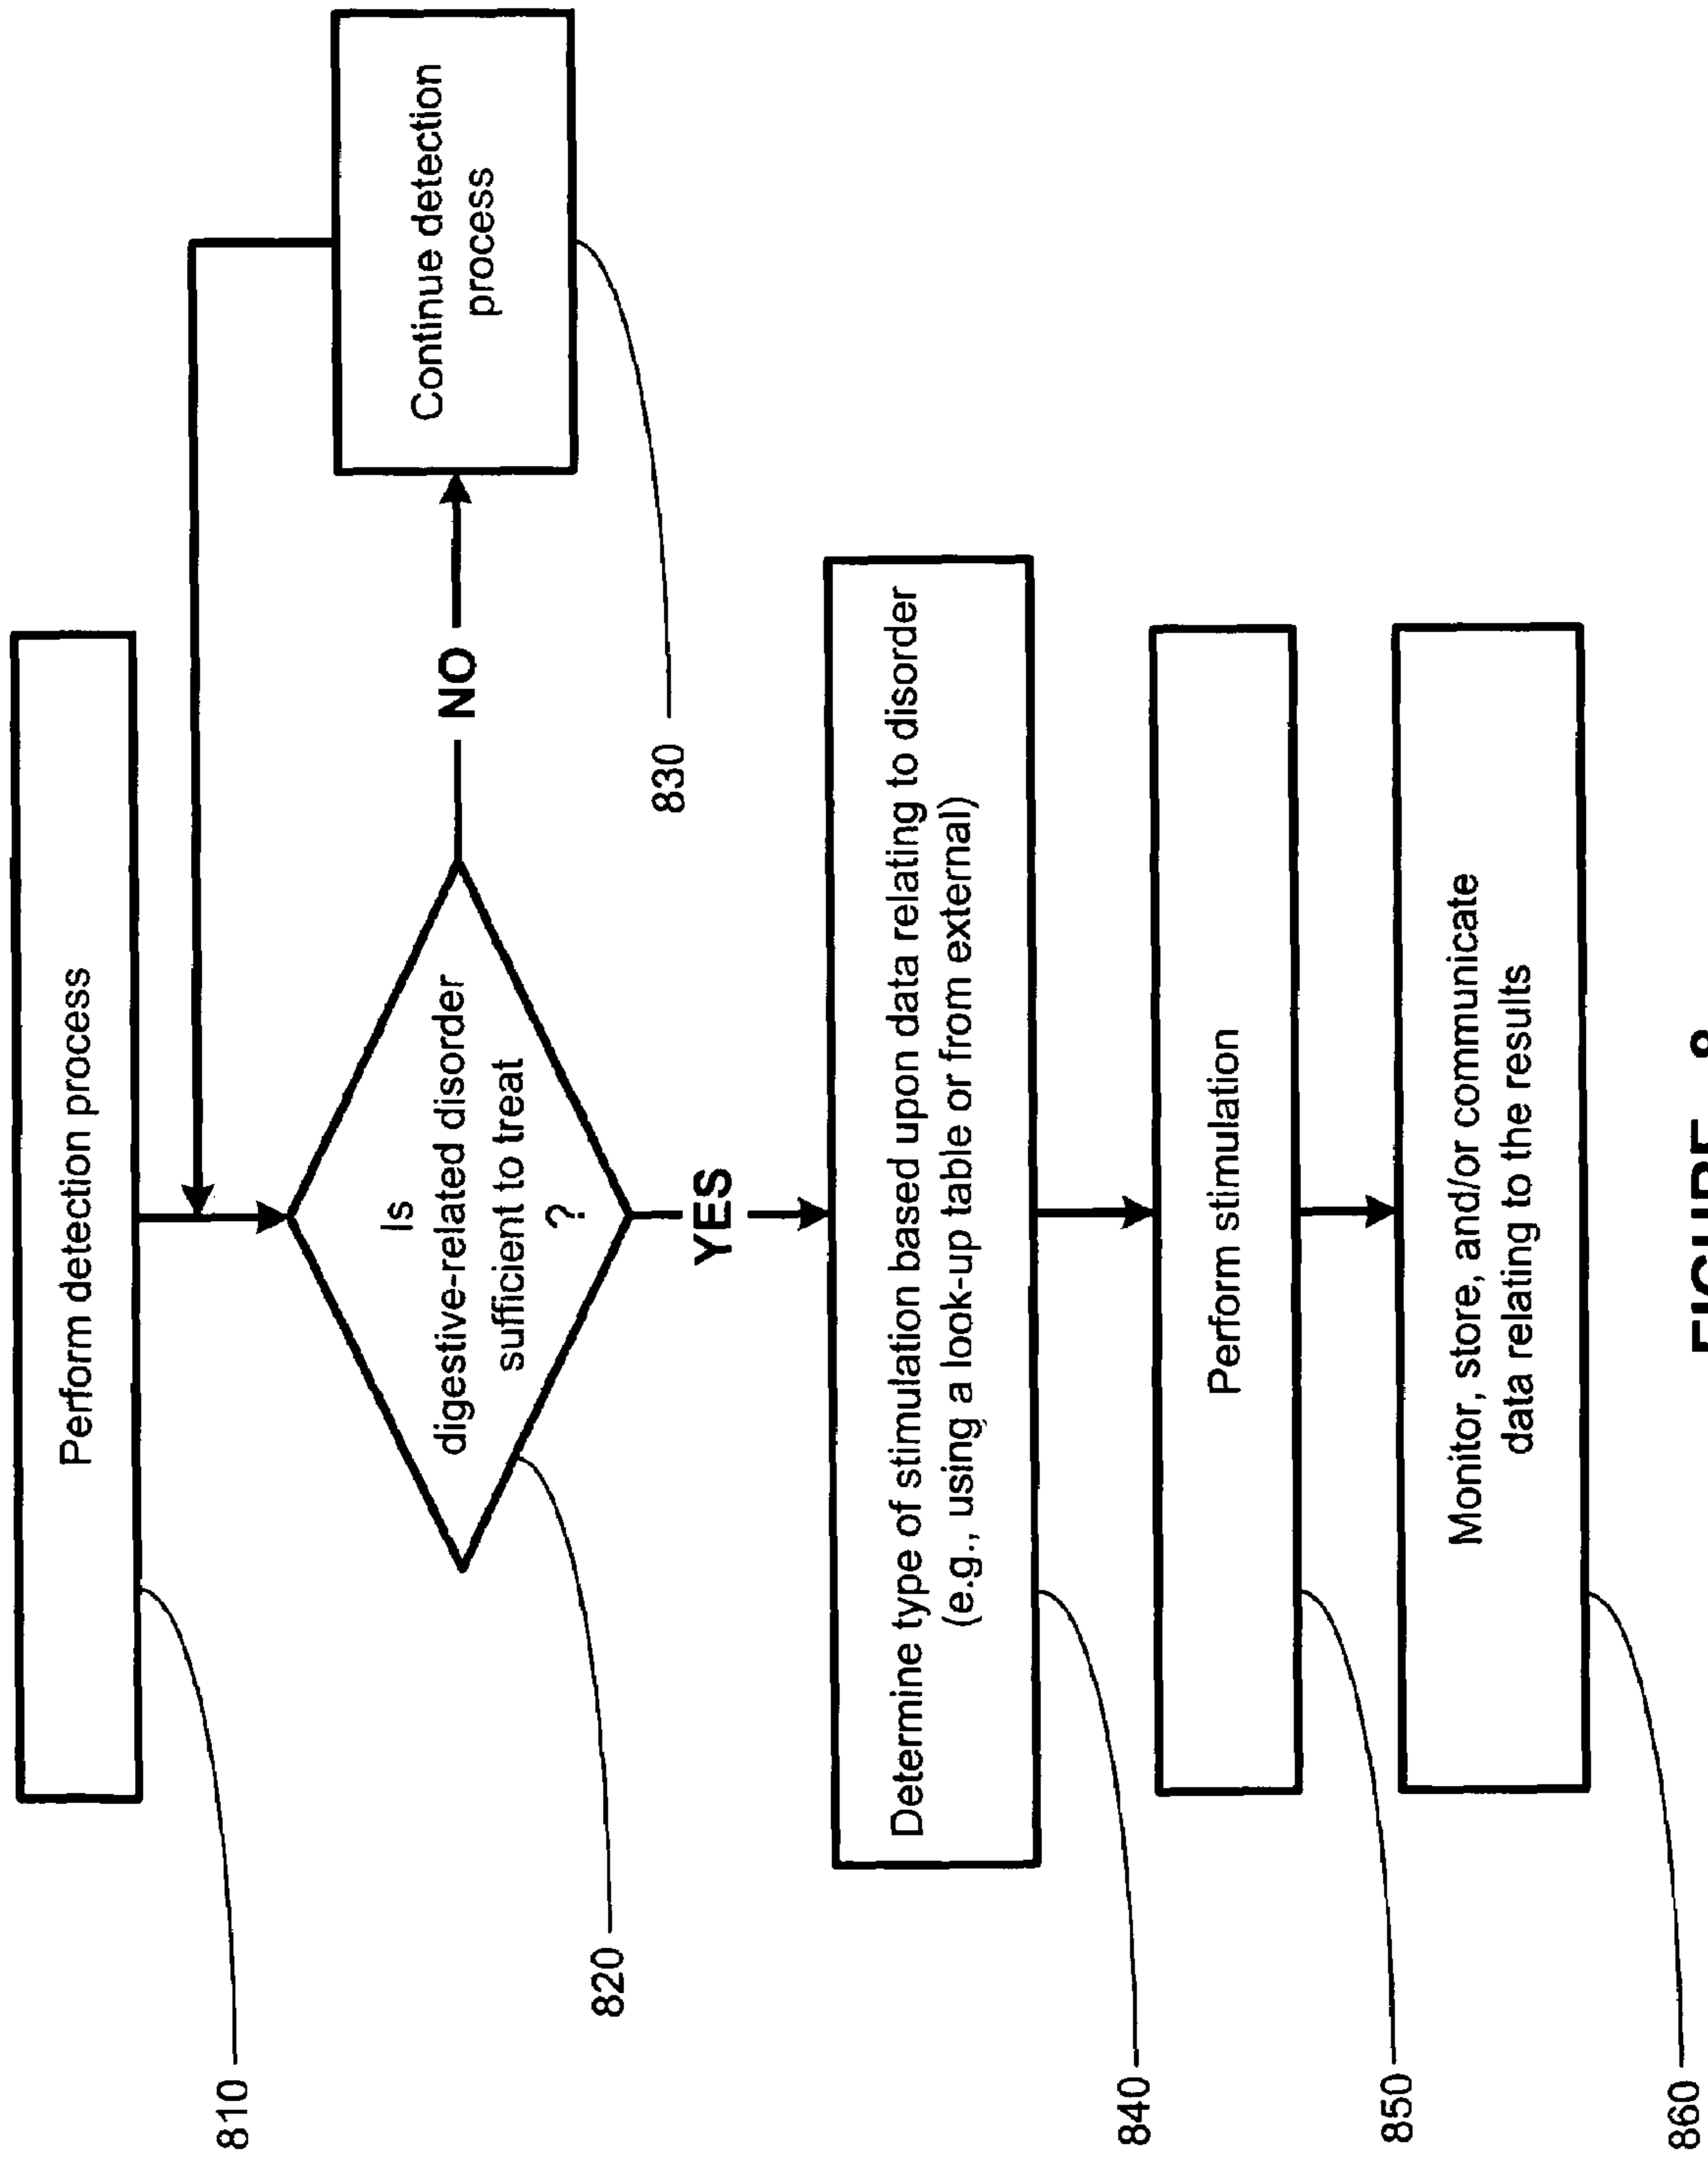 Perform detection process
810
Is
digestive-related disorder
sufficient to treat
?
820
NO
Continue detection
process
830
YES
Determine type of stimulation based upon data relating to disorder
(e.g., using a look-up table or from external)
840
Perform stimulation
850
Monitor, store, and/or communicate
data relating to the results
860
FIGURE 8